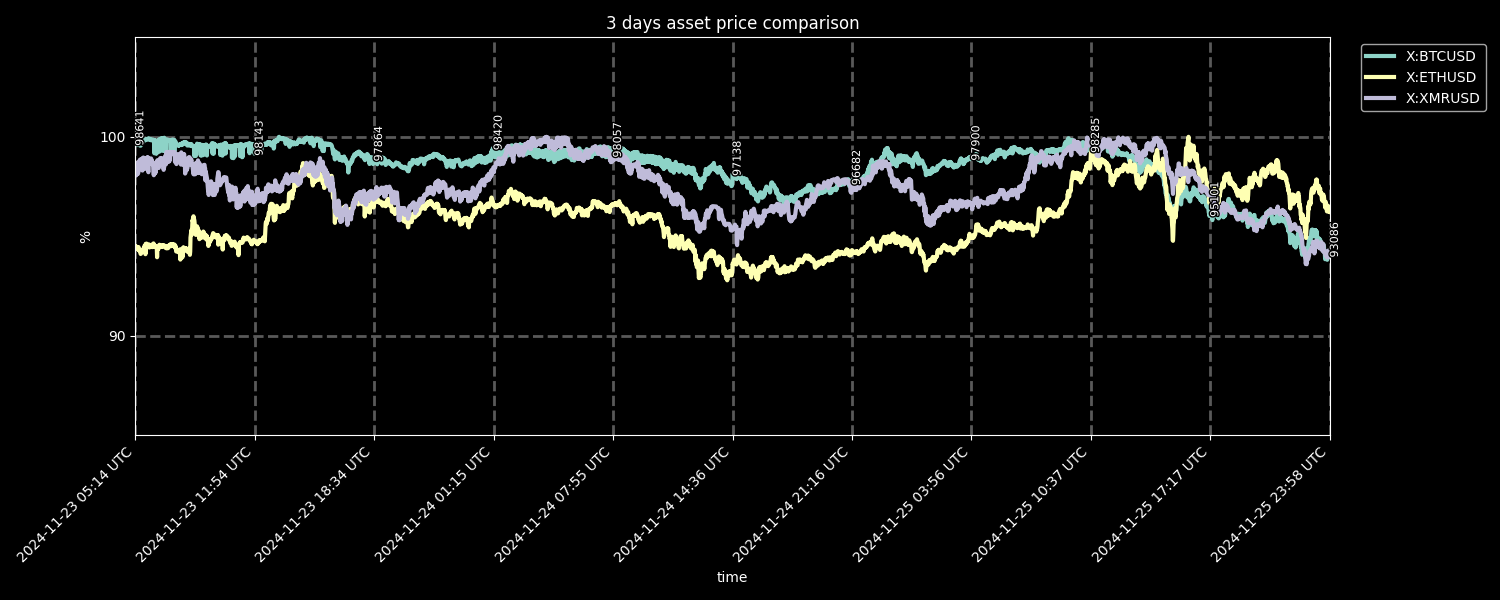 3 days asset price comparison
X:BTCUSD
X:ETHUSD
X:XMRUSD
100
90
%
98641
98143
97864
98420
98057
97138
96682
97900
98285
95101
93086
2024-11-23 05:14 UTC
2024-11-23 11:54 UTC
2024-11-23 18:34 UTC
2024-11-24 01:15 UTC
2024-11-24 07:55 UTC
2024-11-24 14:36 UTC
2024-11-24 21:16 UTC
2024-11-25 03:56 UTC
2024-11-25 10:37 UTC
2024-11-25 17:17 UTC
2024-11-25 23:58 UTC
time